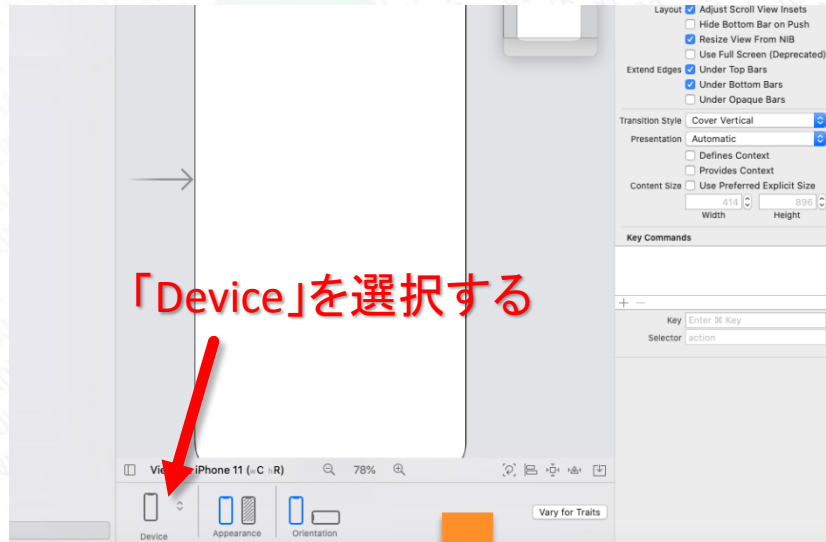 Layout Adjust Scroll View Insets
Hide Bottom Bar on Push
Resize View From NIB
Use Full Screen (Deprecated)
Extend Edges Under Top Bars
Under Bottom Bars
Under Opaque Bars
Transition Style Cover Vertical
Presentation Automatic
Defines Context
Provides Context
Content Size Use Preferred Explicit Size
414 896
Width Height
Key Commands
「Device」を選択する
+ −
Key Enter ⌘ Key
Selector action
iPhone 11 (wC hR) 78%
Device Appearance Orientation
Vary for Traits